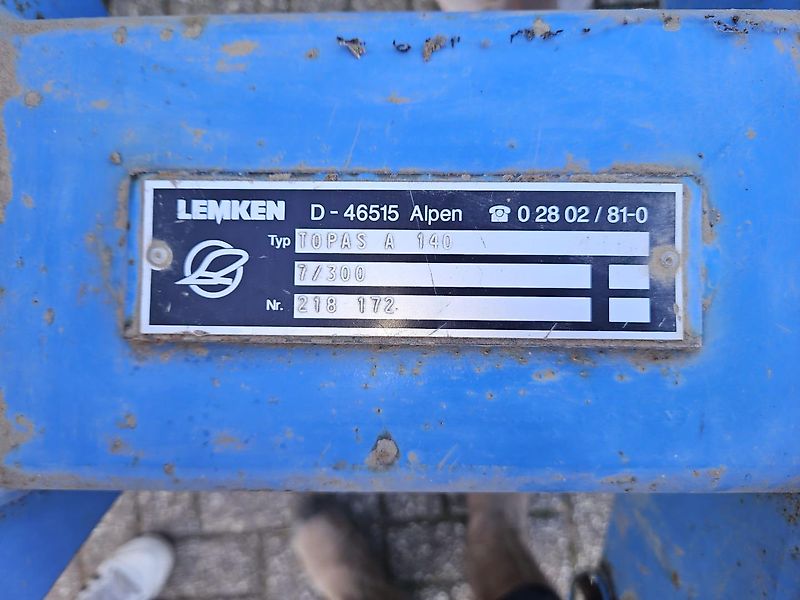 LEMKEN D - 46515 Alpen ☎ 0 28 02 / 81-0
Typ TOPAS A 140
7/300
Nr. 218 172